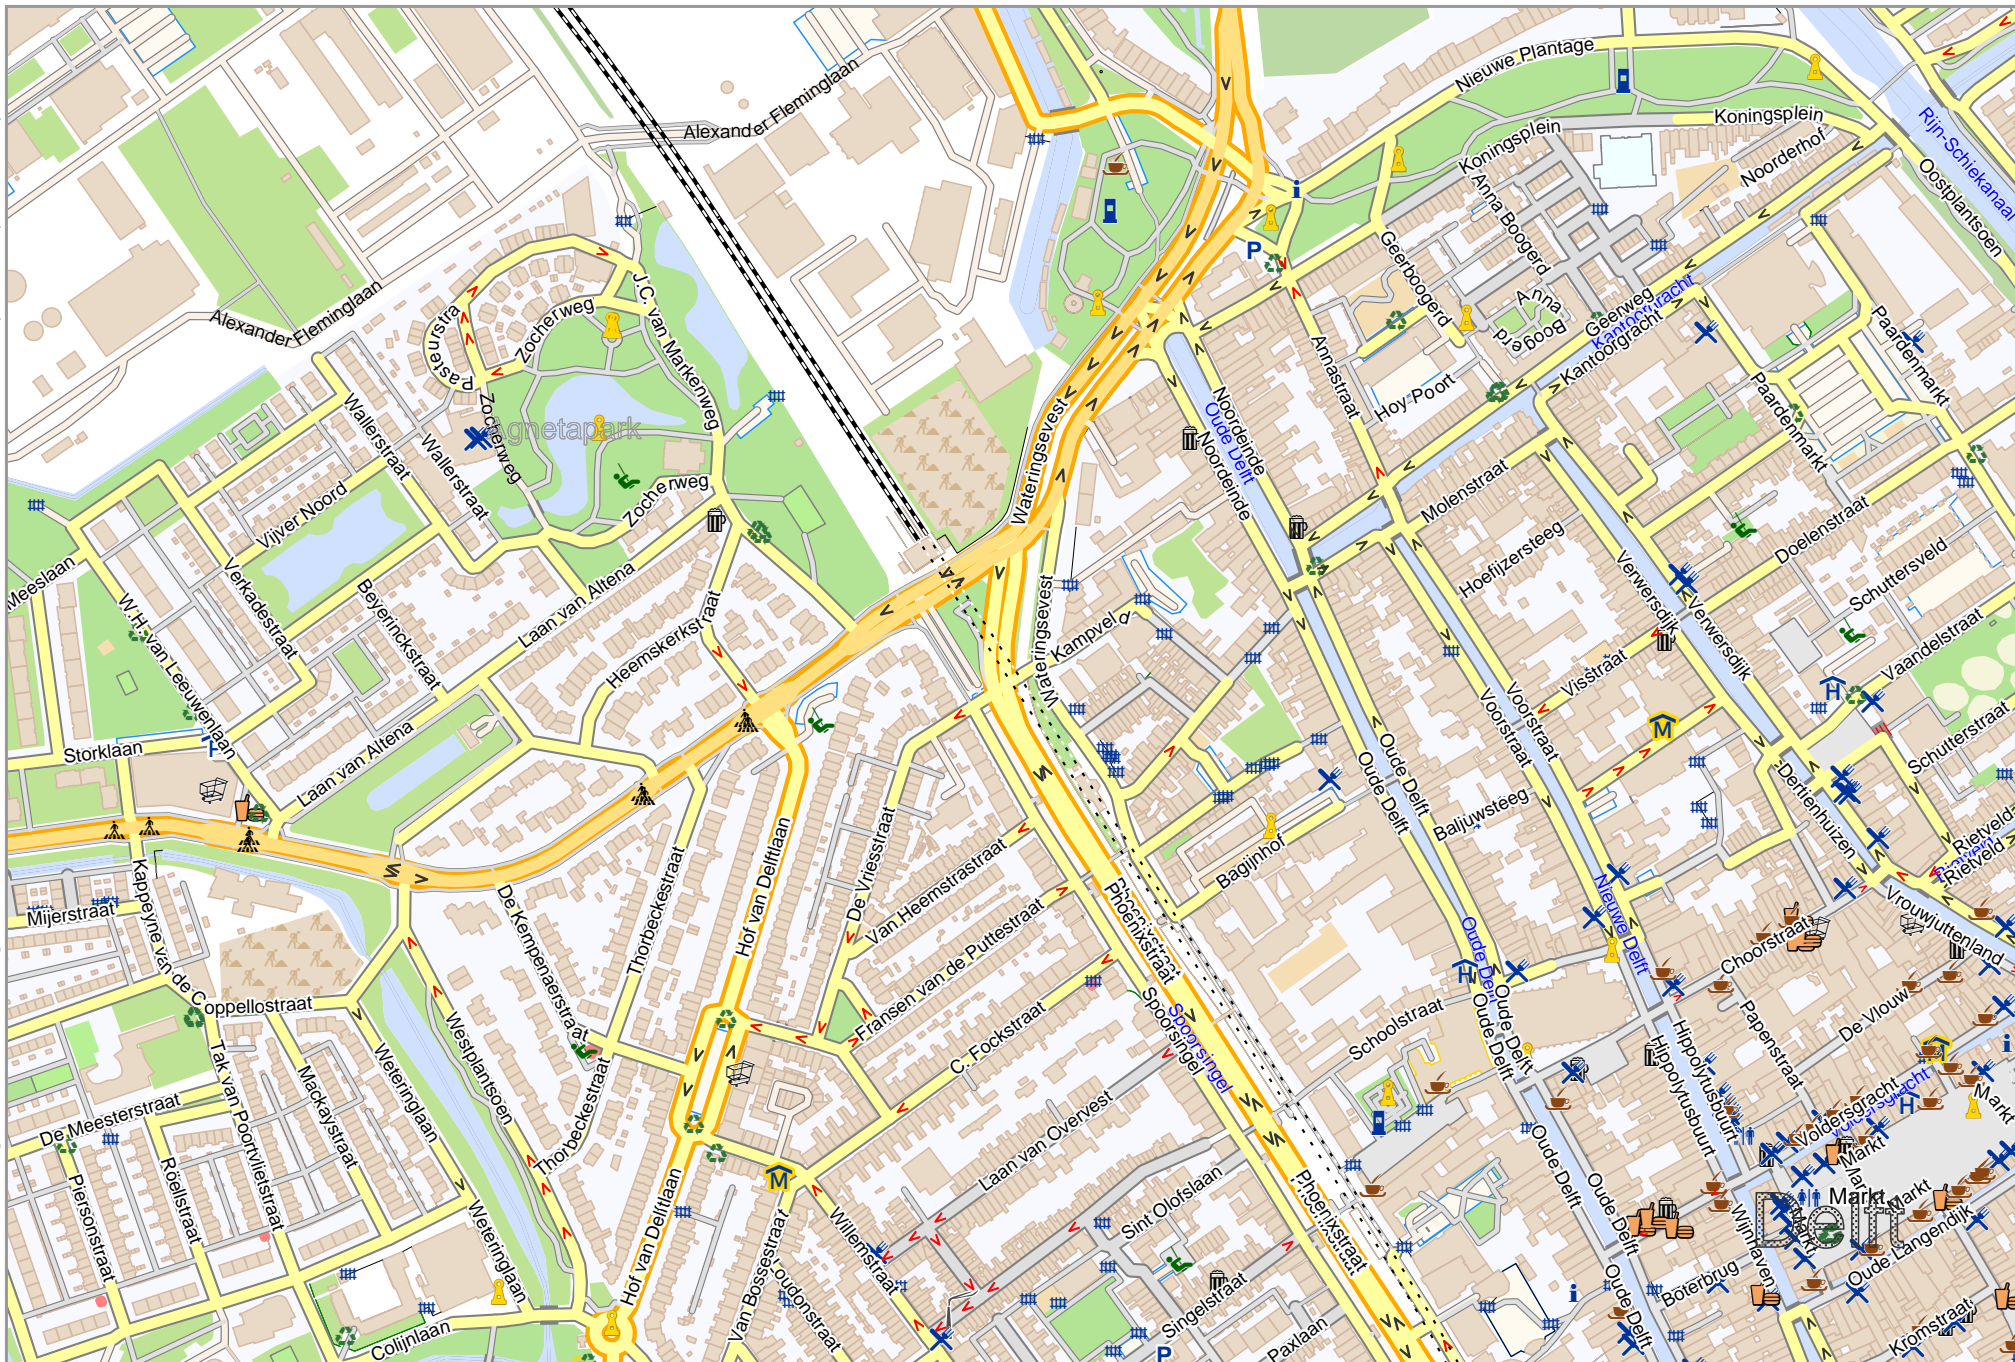 Alexander Fleminglaan
Nieuwe Plantage
Koningsplein
Koningsplein
Noorderhof
Rijn-Schiekanaal
Oostplantsoen
Anna Boogerd
Geerboogerd
P
Alexander Fleminglaan
Pasteurstra
Zocherweg
J.C. van Markenweg
Anna
Boogerd
Geerweg
Kantoorgracht
Kantoorgracht
Paardenmarkt
Annastraat
Hoy Poort
Wallerstraat
Wallerstraat
Zocherweg
Agnetapark
Wateringsevest
Noordeinde
Oude Delft
Noordeinde
Paardenmarkt
Molenstraat
Vijver Noord
Zocherweg
Doelenstraat
Schuttersveld
Hoefijzersteeg
Verwersdijk
Verwersdijk
Meeslaan
Verkadestraat
Beyerinckstraat
Laan van Altena
Heemskerkstraat
W.H. van Leeuwenlaan
Wateringsevest
Kampveld
Vaandelstraat
Visstraat
H
M
Voorstraat
Voorstraat
Schutterstraat
Storklaan
Laan van Altena
Oude Delft
Oude Delft
Baljuwsteeg
Dertienhuizen
Rietveld
Rietveld
Rietveld
Kappeyne van de Coppellostraat
Mijerstraat
De Kempenaerstraat
Thorbeckestraat
Hof van Delftlaan
De Vriesstraat
Van Heemstrastraat
Bagijnhof
Phoenixstraat
Phoenixstraat
Fransen van de Puttestraat
Nieuwe Delft
Oude Delft
H
Oude Delft
Oude Delft
Choorstraat
Vrouwjuttenland
De Vlouw
Papenstraat
C. Fockstraat
Spoorsingel
Spoorsingel
Schoolstraat
Westplantsoen
Weteringlaan
Tak van Poortvlietstraat
Mackaystraat
De Meesterstraat
Röellstraat
Piersonstraat
Thorbeckestraat
Hippolytusbuurt
Hippolytusbuurt
Voldersgracht
Voldersgracht
H
Markt
Markt
Laan van Overvest
M
Oude Delft
Oude Delft
Sint Olofslaan
Phoenixstraat
Weteringlaan
Hof van Delftlaan
Willemstraat
Van Bossestraat
Loudonstraat
Wijnhaven
Markt
Markt
Delft
Oude Langendijk
Boterbrug
Oude Delft
Colijnlaan
Singelstraat
Paxlaan
P
Kromstraat